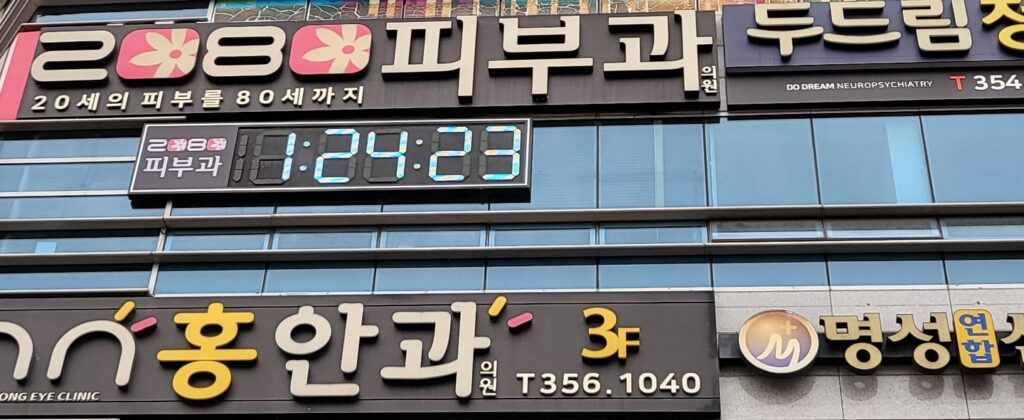 2080 피부과의원
20세의 피부를 80세까지
두드림
DO DREAM NEUROPSYCHIATRY T 354
2080
피부과
1:24:23
홍안과의원 3F
EYE CLINIC
T356.1040
명성연합